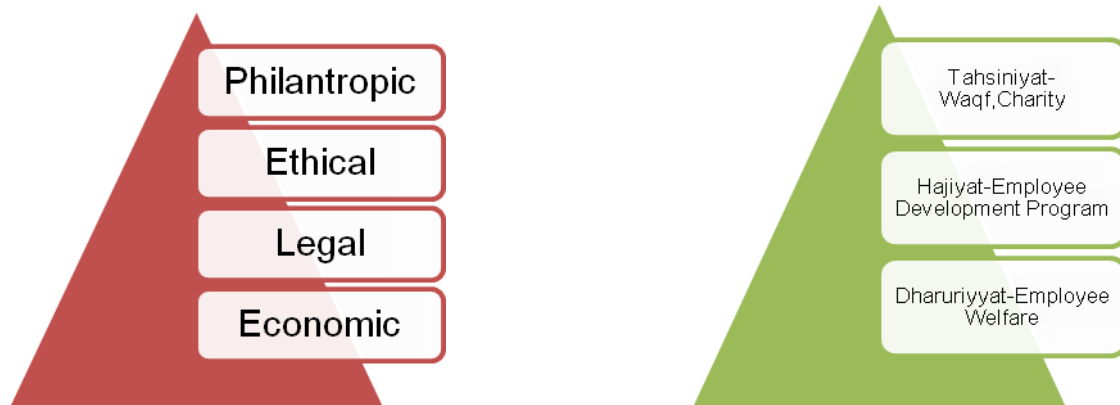 Philantropic
Ethical
Legal
Economic
Tahsiniyat-
Waqf,Charity
Hajiyat-Employee
Development Program
Dharuriyyat-Employee
Welfare